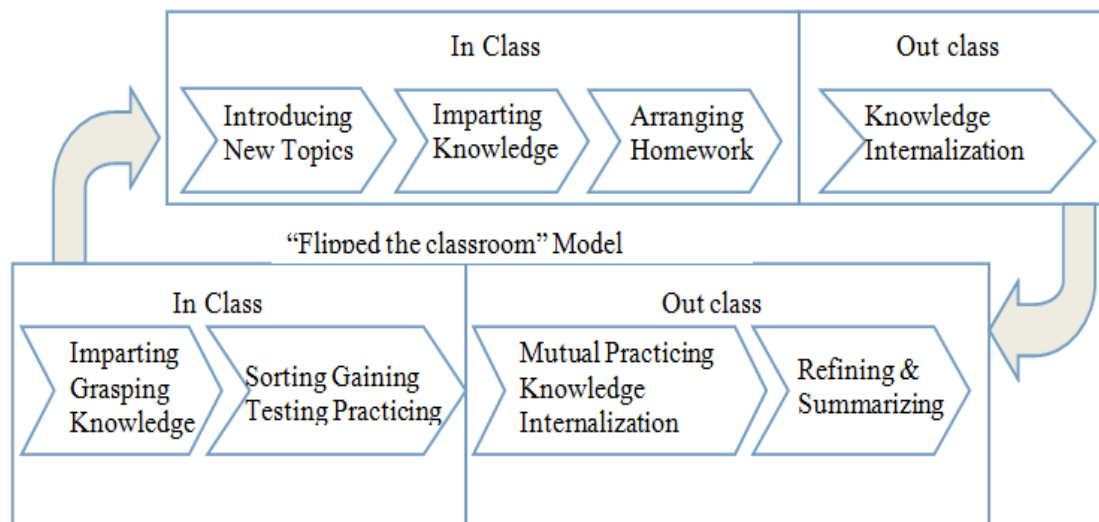 In Class
Introducing
New Topics
Imparting
Knowledge
Arranging
Homework
Out class
Knowledge
Internalization
“Flipped the classroom” Model
In Class
Imparting
Grasping
Knowledge
Sorting Gaining
Testing Practicing
Out class
Mutual Practicing
Knowledge
Internalization
Refining &
Summarizing